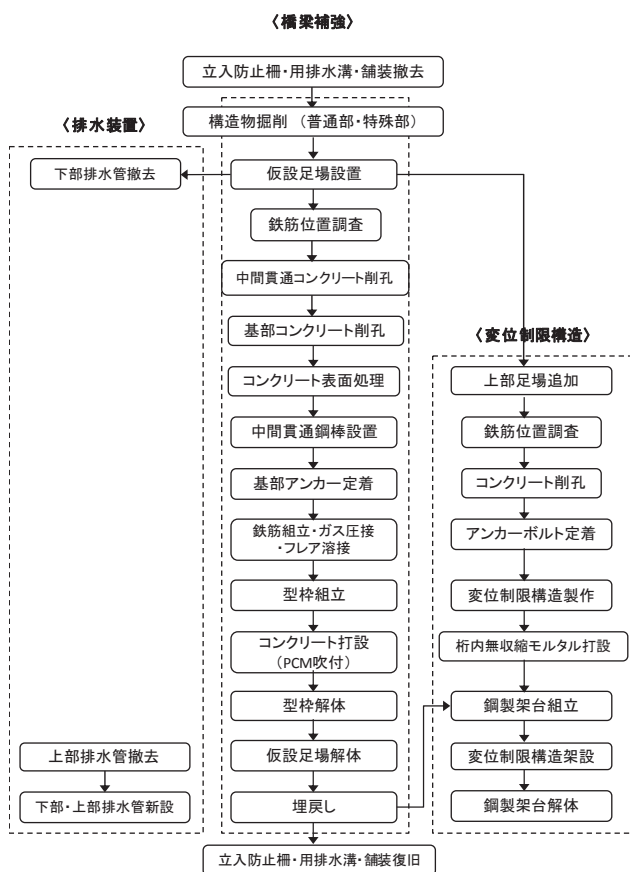 〈橋梁補強〉
立入防止柵・用排水溝・舗装撤去
構造物掘削 （普通部・特殊部）
仮設足場設置
鉄筋位置調査
中間貫通コンクリート削孔
基部コンクリート削孔
コンクリート表面処理
中間貫通鋼棒設置
基部アンカー定着
鉄筋組立・ガス圧接
・フレア溶接
型枠組立
コンクリート打設
（PCM吹付）
型枠解体
仮設足場解体
埋戻し
立入防止柵・用排水溝・舗装復旧
〈排水装置〉
下部排水管撤去
上部排水管撤去
下部・上部排水管新設
〈変位制限構造〉
上部足場追加
鉄筋位置調査
コンクリート削孔
アンカーボルト定着
変位制限構造製作
桁内無収縮モルタル打設
鋼製架台組立
変位制限構造架設
鋼製架台解体